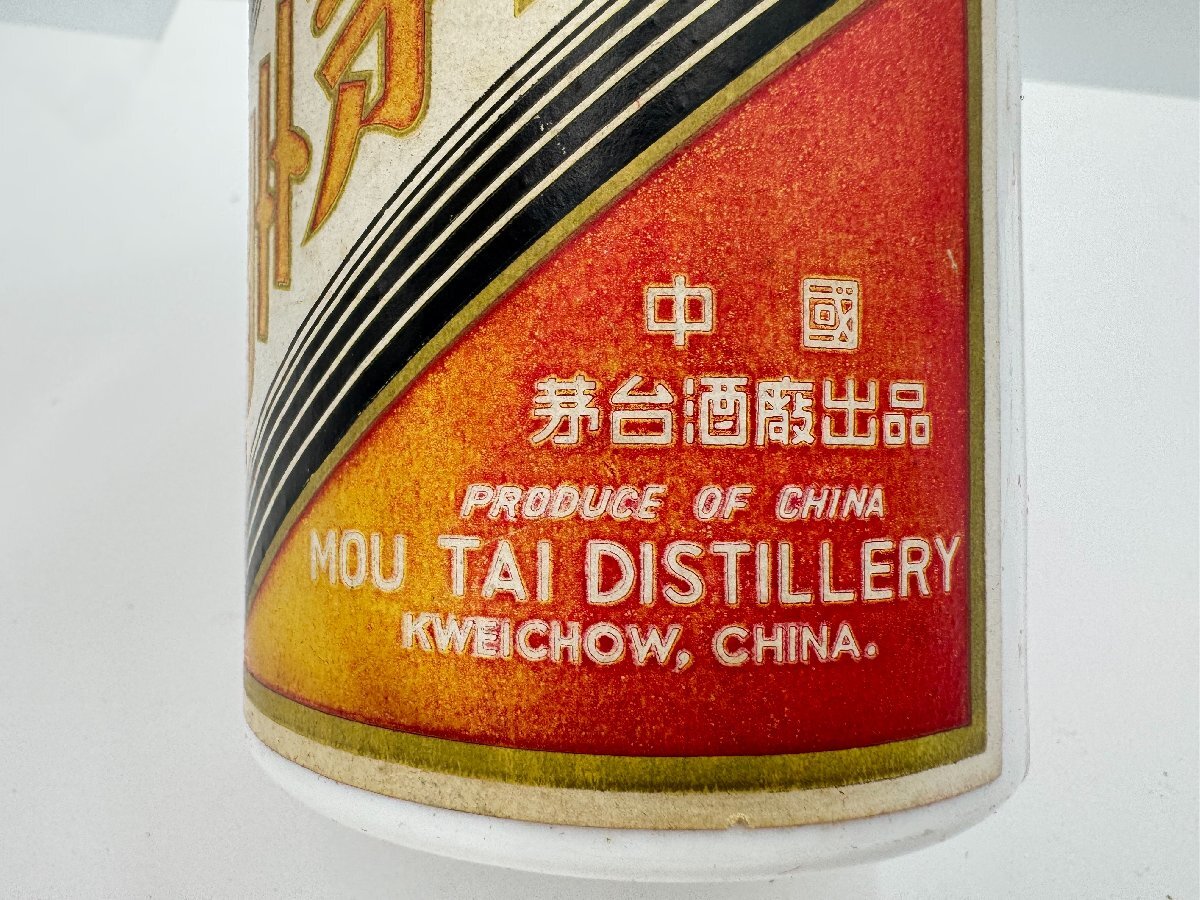 中國
茅台酒廠出品
PRODUCE OF CHINA
MOU TAI DISTILLERY
KWEICHOW, CHINA.